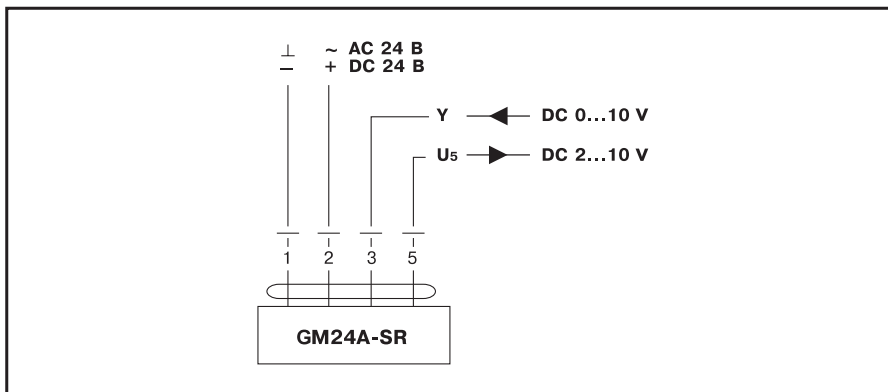 ⊥ ~ AC 24 В
− + DC 24 В
Y DC 0...10 V
U5 DC 2...10 V
1 2 3 5
GM24A-SR